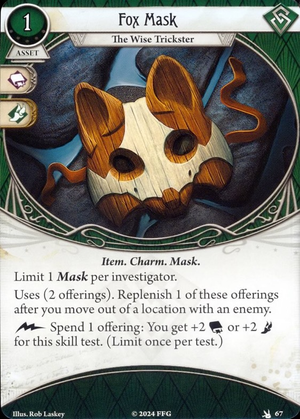 1
Fox Mask
ASSET
The Wise Trickster
Item. Charm. Mask.
Limit 1 Mask per investigator.
Uses (2 offerings). Replenish 1 of these offerings
after you move out of a location with an enemy.
Spend 1 offering: You get +2 or +2
for this skill test. (Limit once per test.)
Illus. Rob Laskey
© 2024 FFG
67